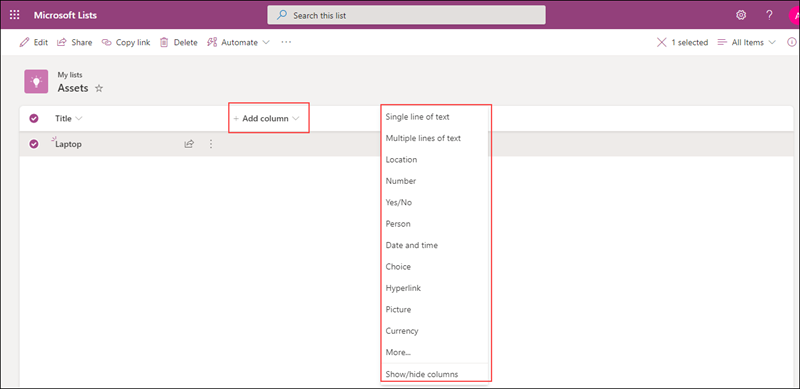 Microsoft Lists
Search this list
?
A
Edit
Share
Copy link
Delete
Automate
...
1 selected
All Items
My lists
Assets
Title
+ Add column
Laptop
Single line of text
Multiple lines of text
Location
Number
Yes/No
Person
Date and time
Choice
Hyperlink
Picture
Currency
More...
Show/hide columns